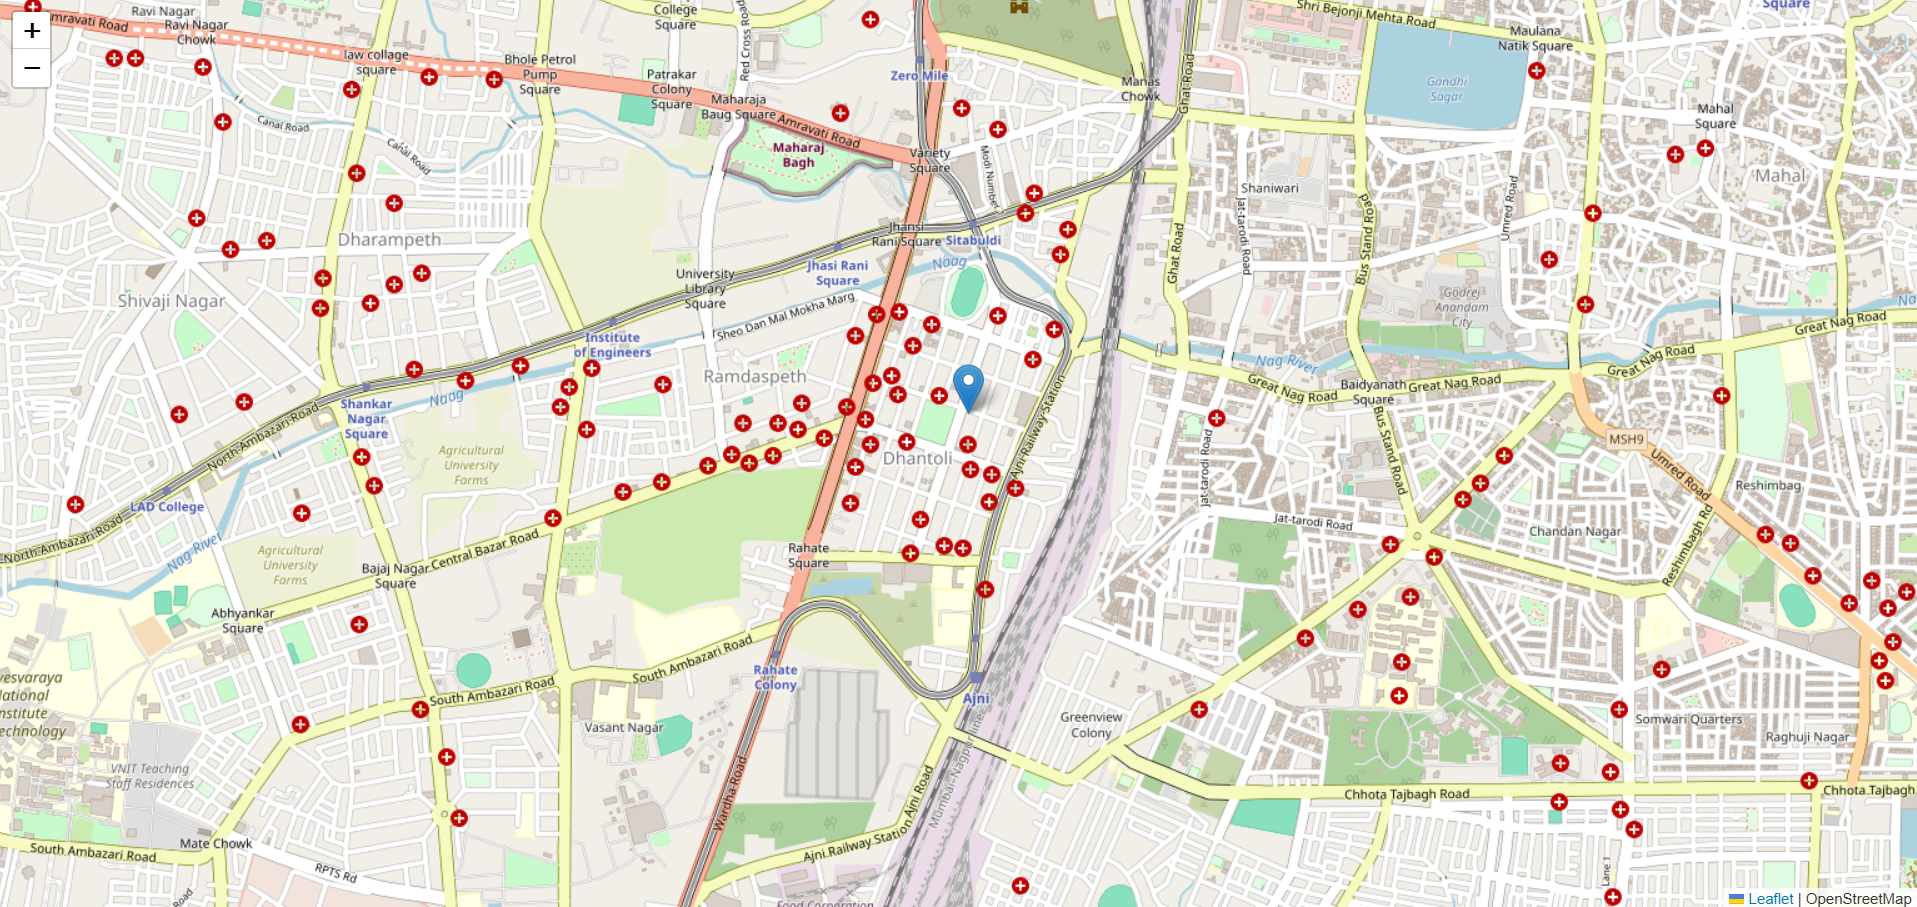 +
−
Amravati Road
Ravi Nagar
Ravi Nagar
Chowk
law collage
square
Bhole Petrol
Pump
Square
College
Square
Red Cross Road
Patrakar
Colony
Square
Maharaja
Baug Square
Amravati Road
Maharaj
Bagh
Zero Mile
Variety
Square
Modi Number
Manas
Chowk
Ghat Road
Shri Bejonji Mehta Road
Maulana
Natik Square
Square
Gandhi
Sagar
Mahal
Square
Mahal
Canal Road
Canal Road
Dharampeth
Shivaji Nagar
University
Library
Square
Jhasi Rani
Square
Jhansi
Rani Square
Sitabuldi
Naag
Shaniwari
Jat-tarodi Road
Ghat Road
Bus Stand Road
Umred Road
Godrej
Anandam
City
Great Nag Road
Sheo Dan Mal Mokha Marg
Institute
of Engineers
Ramdaspeth
Shankar
Nagar
Square
Naag
North Ambazari Road
Nag River
Great Nag Road
Baidyanath
Square
Great Nag Road
Great Nag Road
Bus Stand Road
MSH9
Umred Road
Agricultural
University
Farms
Dhantoli
Ajni Railway Station
Jat-tarodi Road
Jat-tarodi Road
Reshimbag
Chandan Nagar
Reshimbagh Rd
LAD College
North Ambazari Road
Nag River
Agricultural
University
Farms
Bajaj Nagar
Square
Central Bazar Road
Rahate
Square
Abhyankar
Square
South Ambazari Road
South Ambazari Road
Rahate
Colony
Ajni
Vasant Nagar
Greenview
Colony
Somwari Quarters
Raghuji Nagar
VNIT Teaching
Staff Residences
Wardha Road
Mumbai-Nagpur line
Ajni Railway Station Ajni Road
Chhota Tajbagh Road
Chhota Tajbagh
Mate Chowk
South Ambazari Road
RPTS Rd
Road
Lane 1
Food Corporation
Leaflet | OpenStreetMap